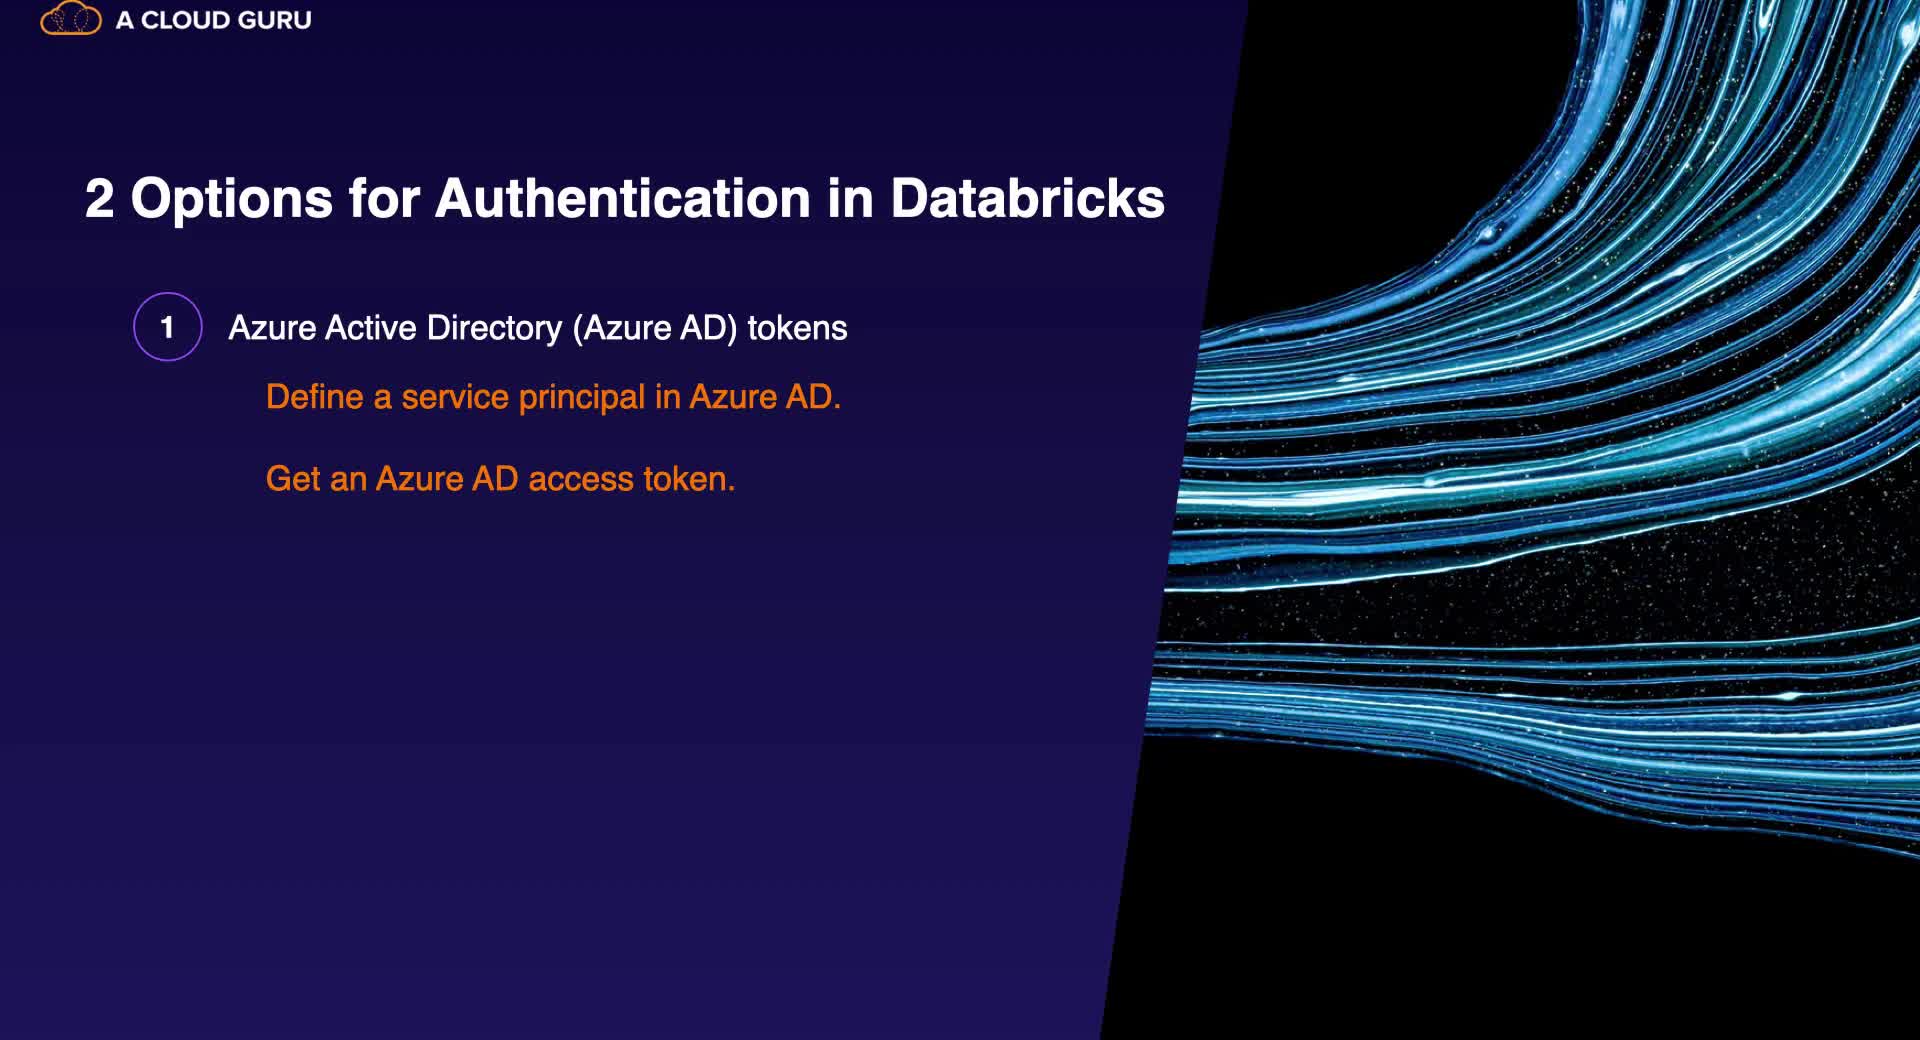 A CLOUD GURU
2 Options for Authentication in Databricks
1 Azure Active Directory (Azure AD) tokens
Define a service principal in Azure AD.
Get an Azure AD access token.